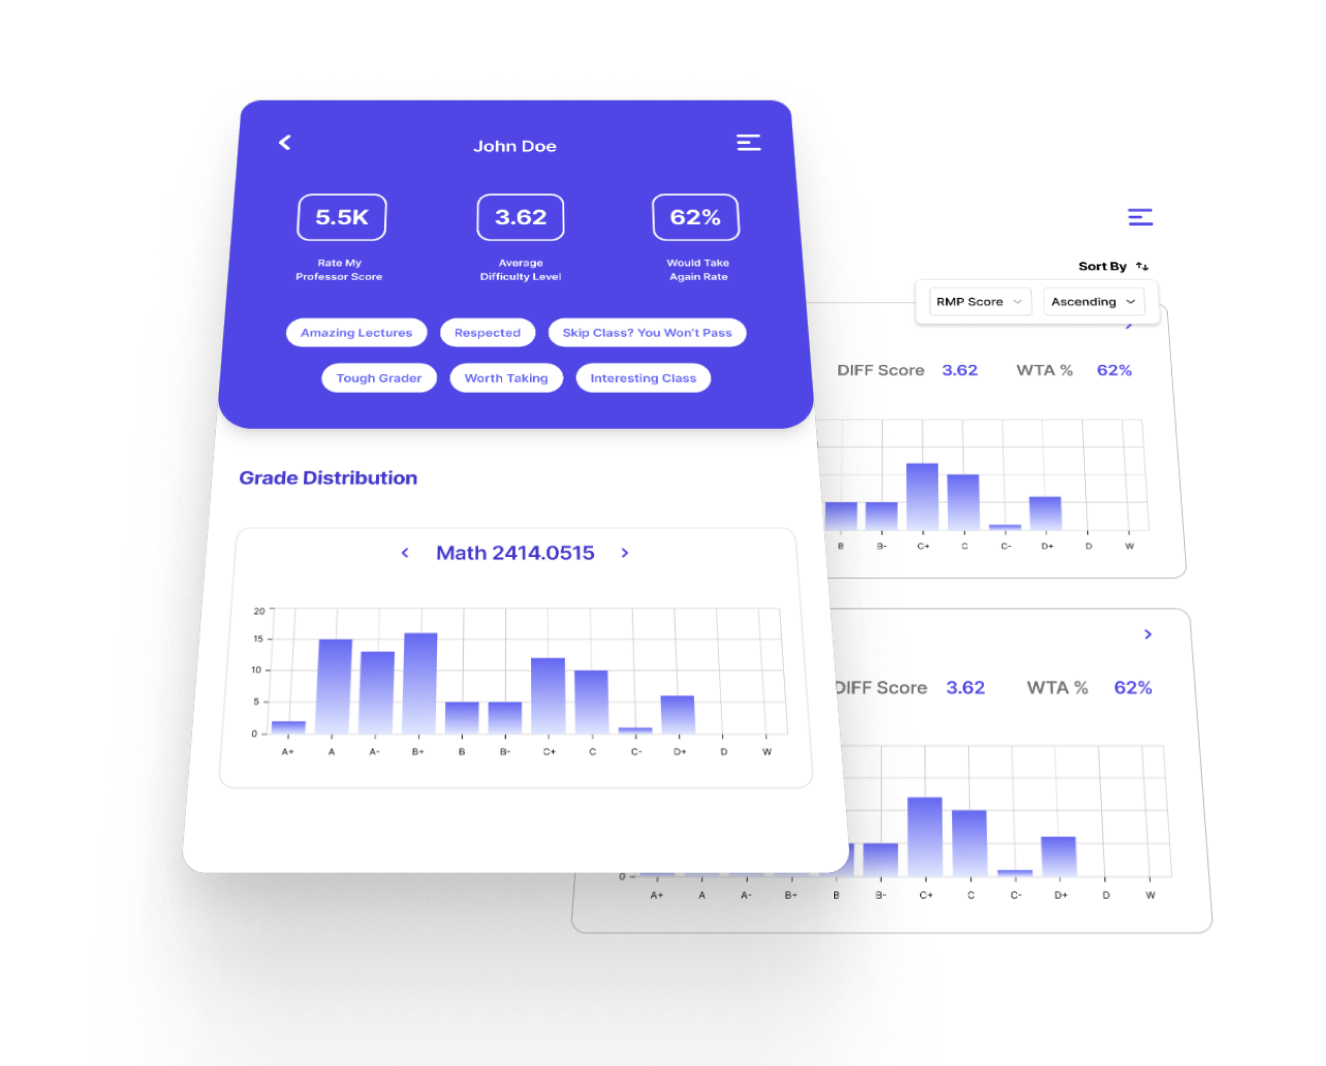 John Doe
5.5K
3.62
62%
Rate My
Professor Score
Average
Difficulty Level
Would Take
Again Rate
Amazing Lectures
Respected
Skip Class? You Won't Pass
Tough Grader
Worth Taking
Interesting Class
Grade Distribution
Math 2414.0515
20
15
10
5
0
A+ A A- B+ B B- C+ C C- D+ D W
Sort By
RMP Score
Ascending
DIFF Score 3.62 WTA % 62%
B B- C+ C C- D+ D W
DIFF Score 3.62 WTA % 62%
0
A+ A A- B+ B B- C+ C C- D+ D W